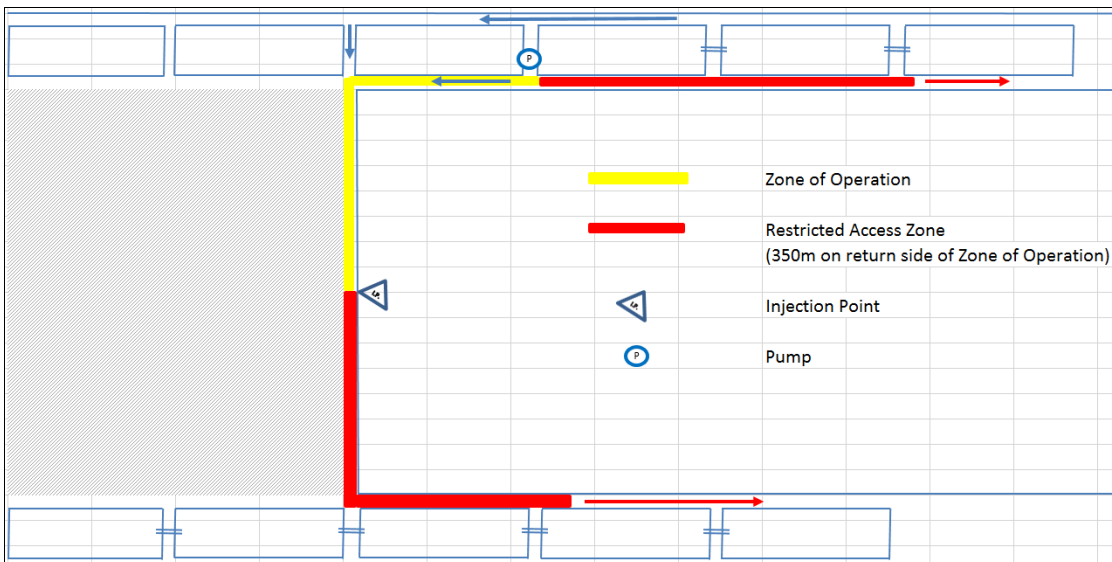 P
Zone of Operation
Restricted Access Zone
(350m on return side of Zone of Operation)
I.P.
I.P.
Injection Point
P
Pump